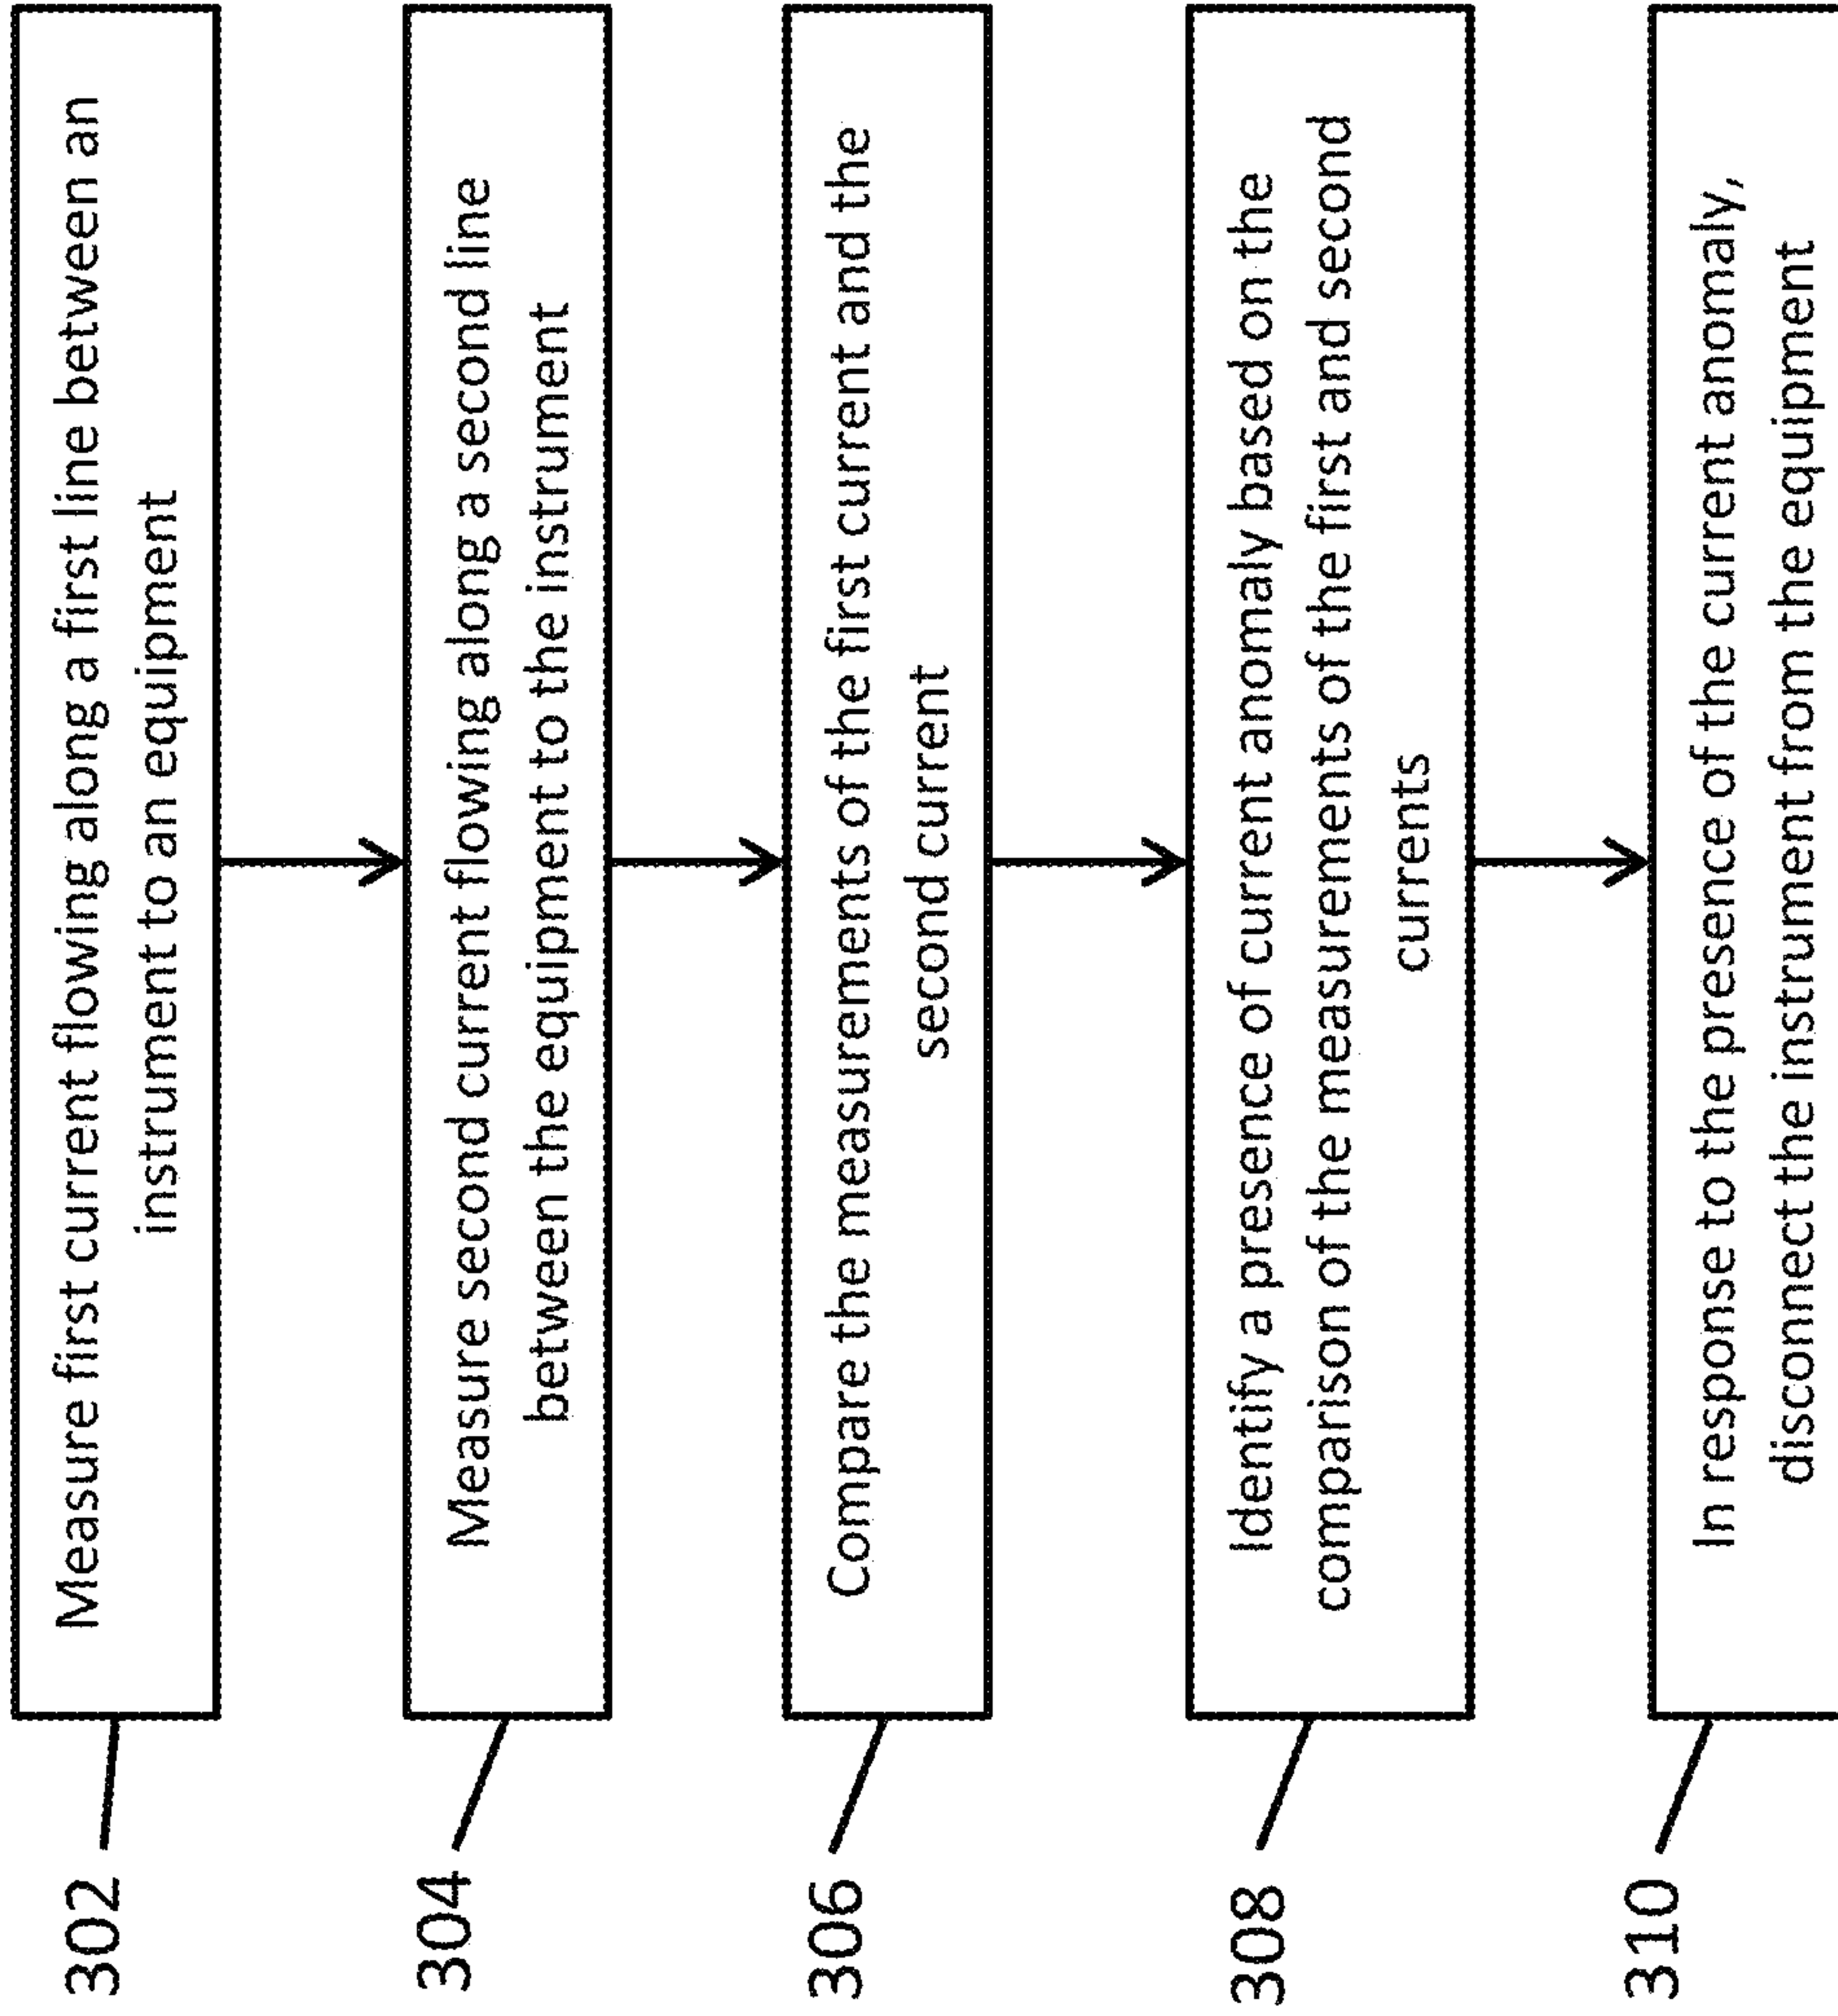 302
Measure first current flowing along a first line between an
instrument to an equipment
304
Measure second current flowing along a second line
between the equipment to the instrument
306
Compare the measurements of the first current and the
second current
308
Identify a presence of current anomaly based on the
comparison of the measurements of the first and second
currents
310
In response to the presence of the current anomaly,
disconnect the instrument from the equipment